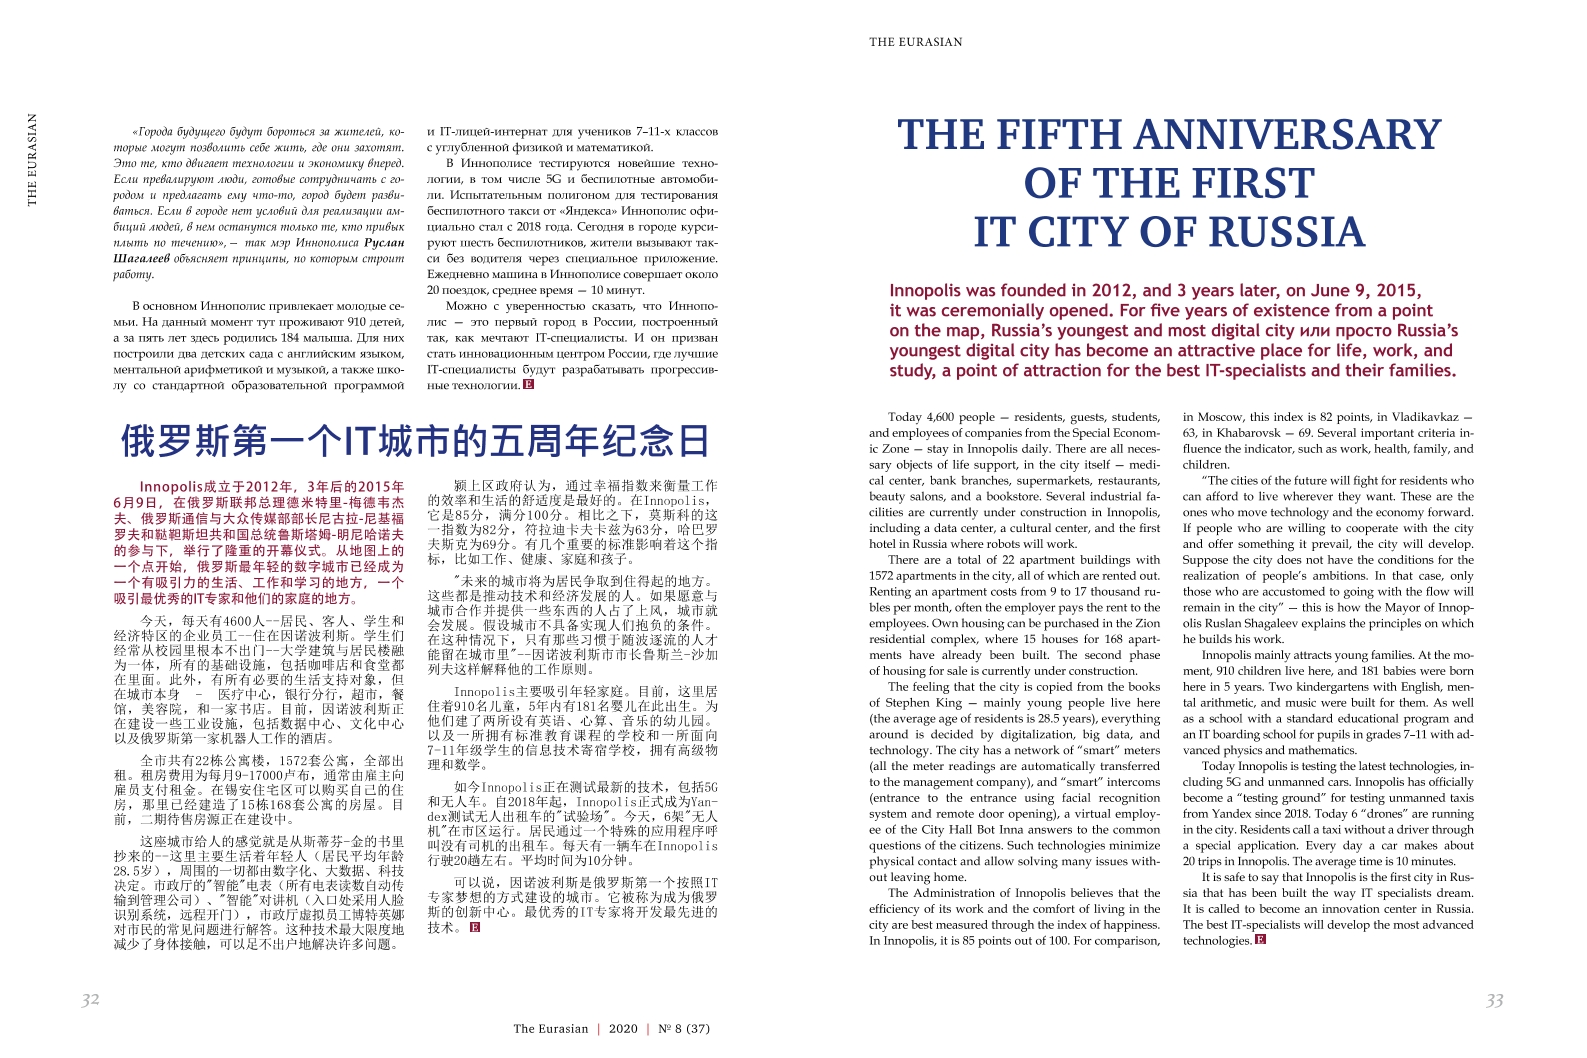 THE EURASIAN
«Города будущего будут бороться за жителей, ко-
торые могут позволить себе жить, где они захотят.
Это те, кто двигает технологии и экономику вперед.
Если превалируют люди, готовые сотрудничать с го-
родом и предлагать ему что-то, город будет разви-
ваться. Если в городе нет условий для реализации ам-
биций людей, в нем останутся только те, кто привык
плыть по течению»,— так мэр Иннополиса Руслан
Шагалеев объясняет принципы, по которым строит
работу.
В основном Иннополис привлекает молодые се-
мьи. На данный момент тут проживают 910 детей,
а за пять лет здесь родились 184 малыша. Для них
построили два детских сада с английским языком,
ментальной арифметикой и музыкой, а также шко-
лу со стандартной образовательной программой
и IT-лицей-интернат для учеников 7–11-х классов
с углубленной физикой и математикой.
В Иннополисе тестируются новейшие техно-
логии, в том числе 5G и беспилотные автомоби-
ли. Испытательным полигоном для тестирования
беспилотного такси от «Яндекса» Иннополис офи-
циально стал с 2018 года. Сегодня в городе курси-
руют шесть беспилотников, жители вызывают так-
си без водителя через специальное приложение.
Ежедневно машина в Иннополисе совершает около
20 поездок, среднее время — 10 минут.
Можно с уверенностью сказать, что Иннопо-
лис — это первый город в России, построенный
так, как мечтают IT-специалисты. И он призван
стать инновационным центром России, где лучшие
IT-специалисты будут разрабатывать прогрессив-
ные технологии. E
俄罗斯第一个IT城市的五周年纪念日
Innopolis成立于2012年，3年后的2015年
6月9日，在俄罗斯联邦总理德米特里-梅德韦杰
夫、俄罗斯通信与大众传媒部部长尼古拉-尼基福
罗夫和鞑靼斯坦共和国总统鲁斯塔姆-明尼哈诺夫
的参与下，举行了隆重的开幕仪式。从地图上的
一个点开始，俄罗斯最年轻的数字城市已经成为
一个有吸引力的生活、工作和学习的地方，一个
吸引最优秀的IT专家和他们的家庭的地方。
今天，每天有4600人--居民、客人、学生和
经济特区的企业员工--住在因诺波利斯。学生们
经常从校园里根本不出门--大学建筑与居民楼融
为一体，所有的基础设施，包括咖啡店和食堂都
在里面。此外，有所有必要的生活支持对象，但
在城市本身 - 医疗中心，银行分行，超市，餐
馆，美容院，和一家书店。目前，因诺波利斯正
在建设一些工业设施，包括数据中心、文化中心
以及俄罗斯第一家机器人工作的酒店。
全市共有22栋公寓楼，1572套公寓，全部出
租。租房费用为每月9-17000卢布，通常由雇主向
雇员支付租金。在锡安住宅区可以购买自己的住
房，那里已经建造了15栋168套公寓的房屋。目
前，二期待售房源正在建设中。
这座城市给人的感觉就是从斯蒂芬-金的书里
抄来的--这里主要生活着年轻人（居民平均年龄
28.5岁），周围的一切都由数字化、大数据、科技
决定。市政厅的"智能"电表（所有电表读数自动传
输到管理公司）、"智能"对讲机（入口处采用人脸
识别系统，远程开门），市政厅虚拟员工博特英娜
对市民的常见问题进行解答。这种技术最大限度地
减少了身体接触，可以足不出户地解决许多问题。
颍上区政府认为，通过幸福指数来衡量工作
的效率和生活的舒适度是最好的。在Innopolis，
它是85分，满分100分。相比之下，莫斯科的这
一指数为82分，符拉迪卡夫卡兹为63分，哈巴罗
夫斯克为69分。有几个重要的标准影响着这个指
标，比如工作、健康、家庭和孩子。
"未来的城市将为居民争取到住得起的地方。
这些都是推动技术和经济发展的人。如果愿意与
城市合作并提供一些东西的人占了上风，城市就
会发展。假设城市不具备实现人们抱负的条件。
在这种情况下，只有那些习惯于随波逐流的人才
能留在城市里"--因诺波利斯市市长鲁斯兰-沙加
列夫这样解释他的工作原则。
Innopolis主要吸引年轻家庭。目前，这里居
住着910名儿童，5年内有181名婴儿在此出生。为
他们建了两所设有英语、心算、音乐的幼儿园。
以及一所拥有标准教育课程的学校和一所面向
7-11年级学生的信息技术寄宿学校，拥有高级物
理和数学。
如今Innopolis正在测试最新的技术，包括5G
和无人车。自2018年起，Innopolis正式成为Yan-
dex测试无人出租车的"试验场"。今天，6架"无人
机"在市区运行。居民通过一个特殊的应用程序呼
叫没有司机的出租车。每天有一辆车在Innopolis
行驶20趟左右。平均时间为10分钟。
可以说，因诺波利斯是俄罗斯第一个按照IT
专家梦想的方式建设的城市。它被称为成为俄罗
斯的创新中心。最优秀的IT专家将开发最先进的
技术。 E
32
The Eurasian | 2020 | № 8 (37)
THE EURASIAN
THE FIFTH ANNIVERSARY
OF THE FIRST
IT CITY OF RUSSIA
Innopolis was founded in 2012, and 3 years later, on June 9, 2015,
it was ceremonially opened. For five years of existence from a point
on the map, Russia’s youngest and most digital city или просто Russia’s
youngest digital city has become an attractive place for life, work, and
study, a point of attraction for the best IT-specialists and their families.
Today 4,600 people — residents, guests, students,
and employees of companies from the Special Econom-
ic Zone — stay in Innopolis daily. There are all neces-
sary objects of life support, in the city itself — medi-
cal center, bank branches, supermarkets, restaurants,
beauty salons, and a bookstore. Several industrial fa-
cilities are currently under construction in Innopolis,
including a data center, a cultural center, and the first
hotel in Russia where robots will work.
There are a total of 22 apartment buildings with
1572 apartments in the city, all of which are rented out.
Renting an apartment costs from 9 to 17 thousand ru-
bles per month, often the employer pays the rent to the
employees. Own housing can be purchased in the Zion
residential complex, where 15 houses for 168 apart-
ments have already been built. The second phase
of housing for sale is currently under construction.
The feeling that the city is copied from the books
of Stephen King — mainly young people live here
(the average age of residents is 28.5 years), everything
around is decided by digitalization, big data, and
technology. The city has a network of “smart” meters
(all the meter readings are automatically transferred
to the management company), and “smart” intercoms
(entrance to the entrance using facial recognition
system and remote door opening), a virtual employ-
ee of the City Hall Bot Inna answers to the common
questions of the citizens. Such technologies minimize
physical contact and allow solving many issues with-
out leaving home.
The Administration of Innopolis believes that the
efficiency of its work and the comfort of living in the
city are best measured through the index of happiness.
In Innopolis, it is 85 points out of 100. For comparison,
in Moscow, this index is 82 points, in Vladikavkaz —
63, in Khabarovsk — 69. Several important criteria in-
fluence the indicator, such as work, health, family, and
children.
“The cities of the future will fight for residents who
can afford to live wherever they want. These are the
ones who move technology and the economy forward.
If people who are willing to cooperate with the city
and offer something it prevail, the city will develop.
Suppose the city does not have the conditions for the
realization of people’s ambitions. In that case, only
those who are accustomed to going with the flow will
remain in the city” — this is how the Mayor of Innop-
olis Ruslan Shagaleev explains the principles on which
he builds his work.
Innopolis mainly attracts young families. At the mo-
ment, 910 children live here, and 181 babies were born
here in 5 years. Two kindergartens with English, men-
tal arithmetic, and music were built for them. As well
as a school with a standard educational program and
an IT boarding school for pupils in grades 7–11 with ad-
vanced physics and mathematics.
Today Innopolis is testing the latest technologies, in-
cluding 5G and unmanned cars. Innopolis has officially
become a “testing ground” for testing unmanned taxis
from Yandex since 2018. Today 6 “drones” are running
in the city. Residents call a taxi without a driver through
a special application. Every day a car makes about
20 trips in Innopolis. The average time is 10 minutes.
It is safe to say that Innopolis is the first city in Rus-
sia that has been built the way IT specialists dream.
It is called to become an innovation center in Russia.
The best IT-specialists will develop the most advanced
technologies. E
33